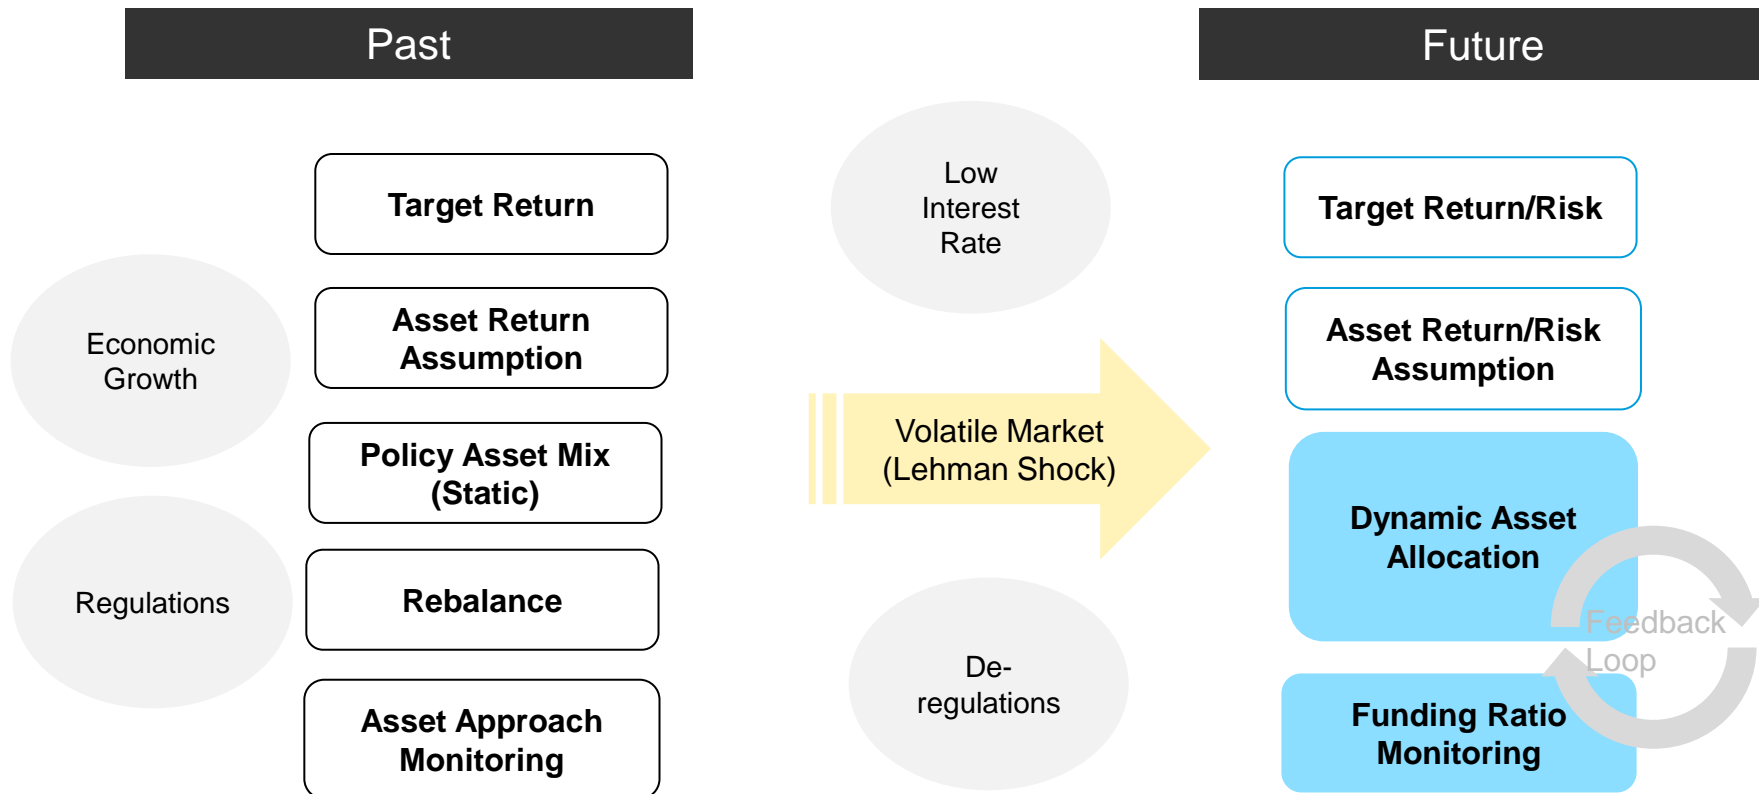 Past
Future
Target Return
Asset Return
Assumption
Policy Asset Mix
(Static)
Rebalance
Asset Approach
Monitoring
Economic
Growth
Regulations
Low
Interest
Rate
Volatile Market
(Lehman Shock)
De-
regulations
Target Return/Risk
Asset Return/Risk
Assumption
Dynamic Asset
Allocation
Feedback
Loop
Funding Ratio
Monitoring